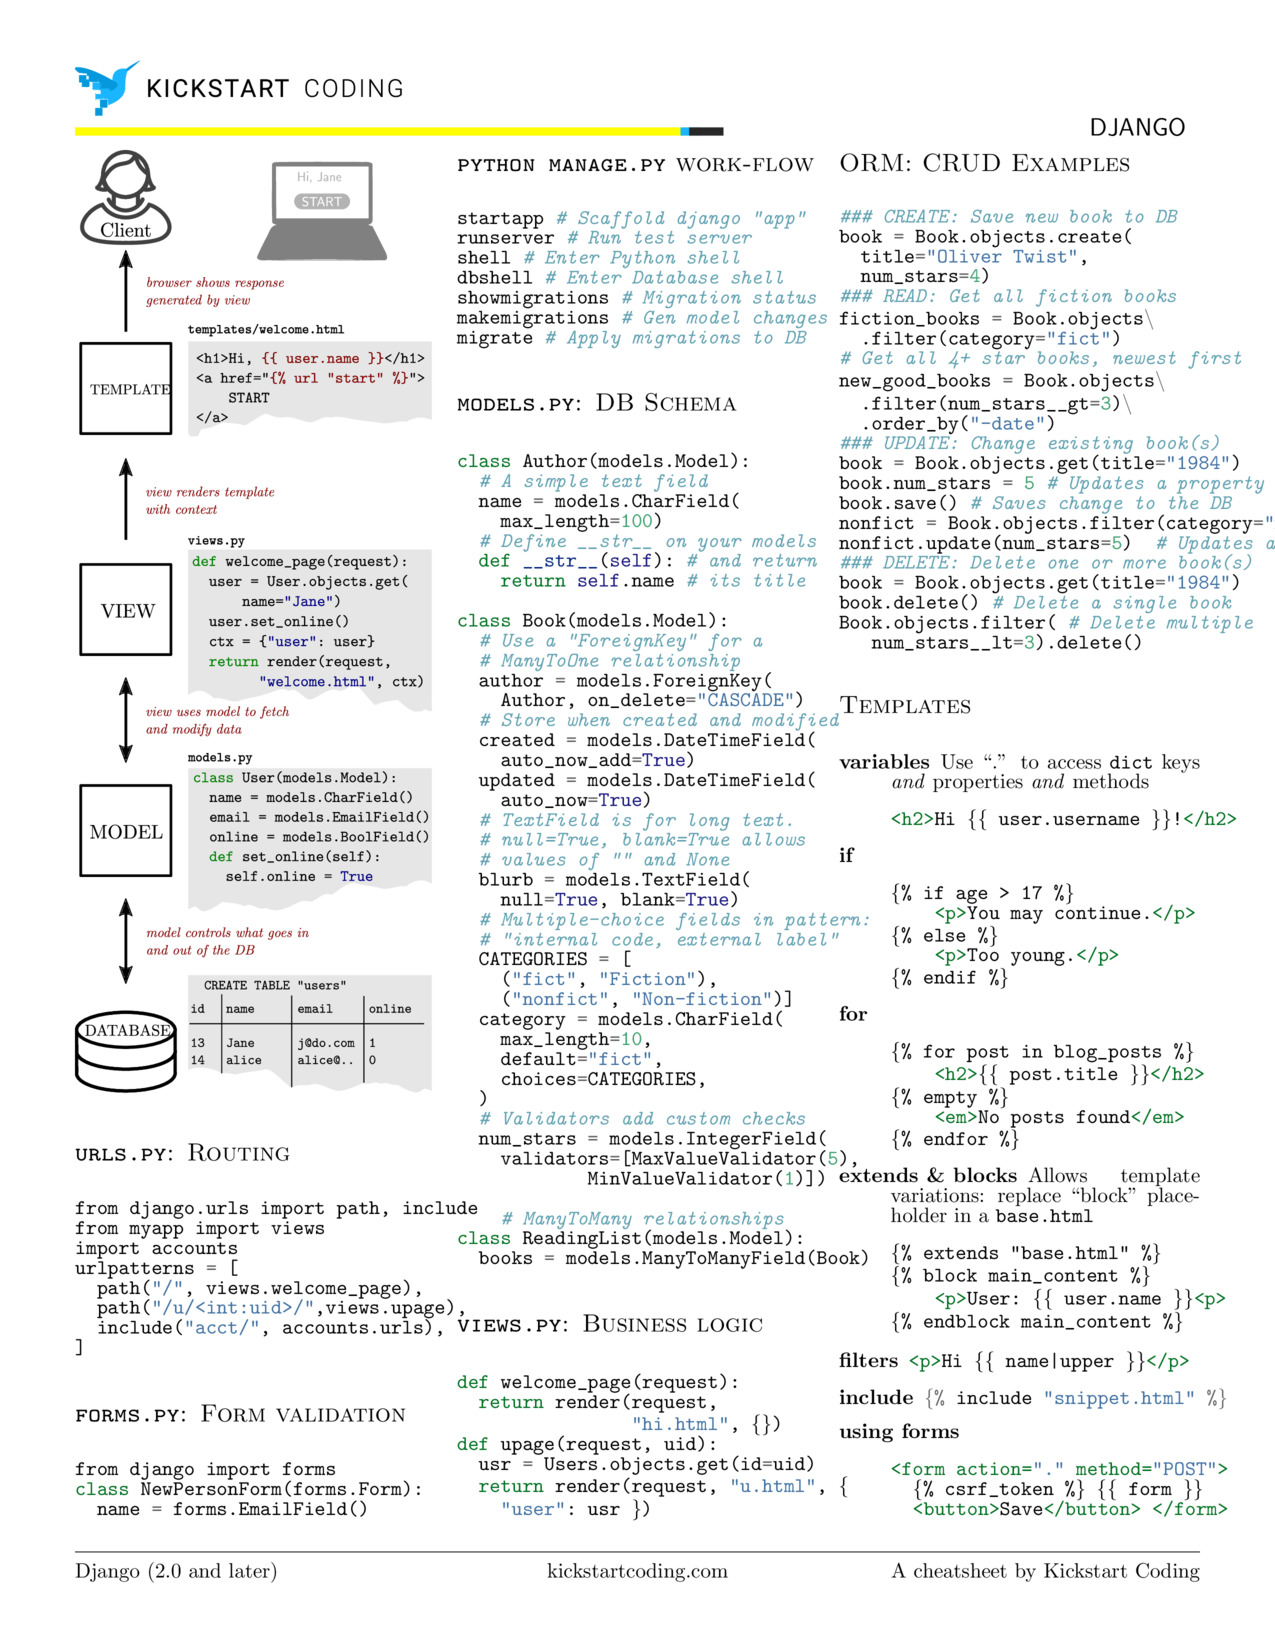 KICKSTART CODING
DJANGO
Hi, Jane
START
Client
browser shows response
generated by view
templates/welcome.html
TEMPLATE
<h1>Hi, {{ user.name }}</h1>
<a href="{% url "start" %}">
START
</a>
view renders template
with context
views.py
VIEW
def welcome_page(request):
user = User.objects.get(
name="Jane")
user.set_online()
ctx = {"user": user}
return render(request,
"welcome.html", ctx)
view uses model to fetch
and modify data
models.py
MODEL
class User(models.Model):
name = models.CharField()
email = models.EmailField()
online = models.BoolField()
def set_online(self):
self.online = True
model controls what goes in
and out of the DB
DATABASE
CREATE TABLE "users"
id name email online
13 Jane j@do.com 1
14 alice alice@.. 0
URLS.PY: ROUTING
from django.urls import path, include
from myapp import views
import accounts
urlpatterns = [
path("/", views.welcome_page),
path("/u/<int:uid>/",views.upage),
include("acct/", accounts.urls),
]
FORMS.PY: FORM VALIDATION
from django import forms
class NewPersonForm(forms.Form):
name = forms.EmailField()
PYTHON MANAGE.PY WORK-FLOW
startapp # Scaffold django "app"
runserver # Run test server
shell # Enter Python shell
dbshell # Enter Database shell
showmigrations # Migration status
makemigrations # Gen model changes
migrate # Apply migrations to DB
MODELS.PY: DB SCHEMA
class Author(models.Model):
# A simple text field
name = models.CharField(
max_length=100)
# Define __str__ on your models
def __str__(self): # and return
return self.name # its title
class Book(models.Model):
# Use a "ForeignKey" for a
# ManyToOne relationship
author = models.ForeignKey(
Author, on_delete="CASCADE")
# Store when created and modified
created = models.DateTimeField(
auto_now_add=True)
updated = models.DateTimeField(
auto_now=True)
# TextField is for long text.
# null=True, blank=True allows
# values of "" and None
blurb = models.TextField(
null=True, blank=True)
# Multiple-choice fields in pattern:
# "internal code, external label"
CATEGORIES = [
("fict", "Fiction"),
("nonfict", "Non-fiction")]
category = models.CharField(
max_length=10,
default="fict",
choices=CATEGORIES,
)
# Validators add custom checks
num_stars = models.IntegerField(
validators=[MaxValueValidator(5),
MinValueValidator(1)])
# ManyToMany relationships
class ReadingList(models.Model):
books = models.ManyToManyField(Book)
VIEWS.PY: BUSINESS LOGIC
def welcome_page(request):
return render(request,
"hi.html", {})
def upage(request, uid):
usr = Users.objects.get(id=uid)
return render(request, "u.html", {
"user": usr })
ORM: CRUD EXAMPLES
### CREATE: Save new book to DB
book = Book.objects.create(
title="Oliver Twist",
num_stars=4)
### READ: Get all fiction books
fiction_books = Book.objects\
.filter(category="fict")
# Get all 4+ star books, newest first
new_good_books = Book.objects\
.filter(num_stars__gt=3)\
.order_by("-date")
### UPDATE: Change existing book(s)
book = Book.objects.get(title="1984")
book.num_stars = 5 # Updates a property
book.save() # Saves change to the DB
nonfict = Book.objects.filter(category="
nonfict.update(num_stars=5) # Updates a
### DELETE: Delete one or more book(s)
book = Book.objects.get(title="1984")
book.delete() # Delete a single book
Book.objects.filter( # Delete multiple
num_stars__lt=3).delete()
TEMPLATES
variables Use “.” to access dict keys
and properties and methods
<h2>Hi {{ user.username }}!</h2>
if
{% if age > 17 %}
<p>You may continue.</p>
{% else %}
<p>Too young.</p>
{% endif %}
for
{% for post in blog_posts %}
<h2>{{ post.title }}</h2>
{% empty %}
<em>No posts found</em>
{% endfor %}
extends & blocks Allows template
variations: replace “block” place-
holder in a base.html
{% extends "base.html" %}
{% block main_content %}
<p>User: {{ user.name }}<p>
{% endblock main_content %}
filters <p>Hi {{ name|upper }}</p>
include {% include "snippet.html" %}
using forms
<form action="." method="POST">
{% csrf_token %} {{ form }}
<button>Save</button> </form>
Django (2.0 and later)
kickstartcoding.com
A cheatsheet by Kickstart Coding